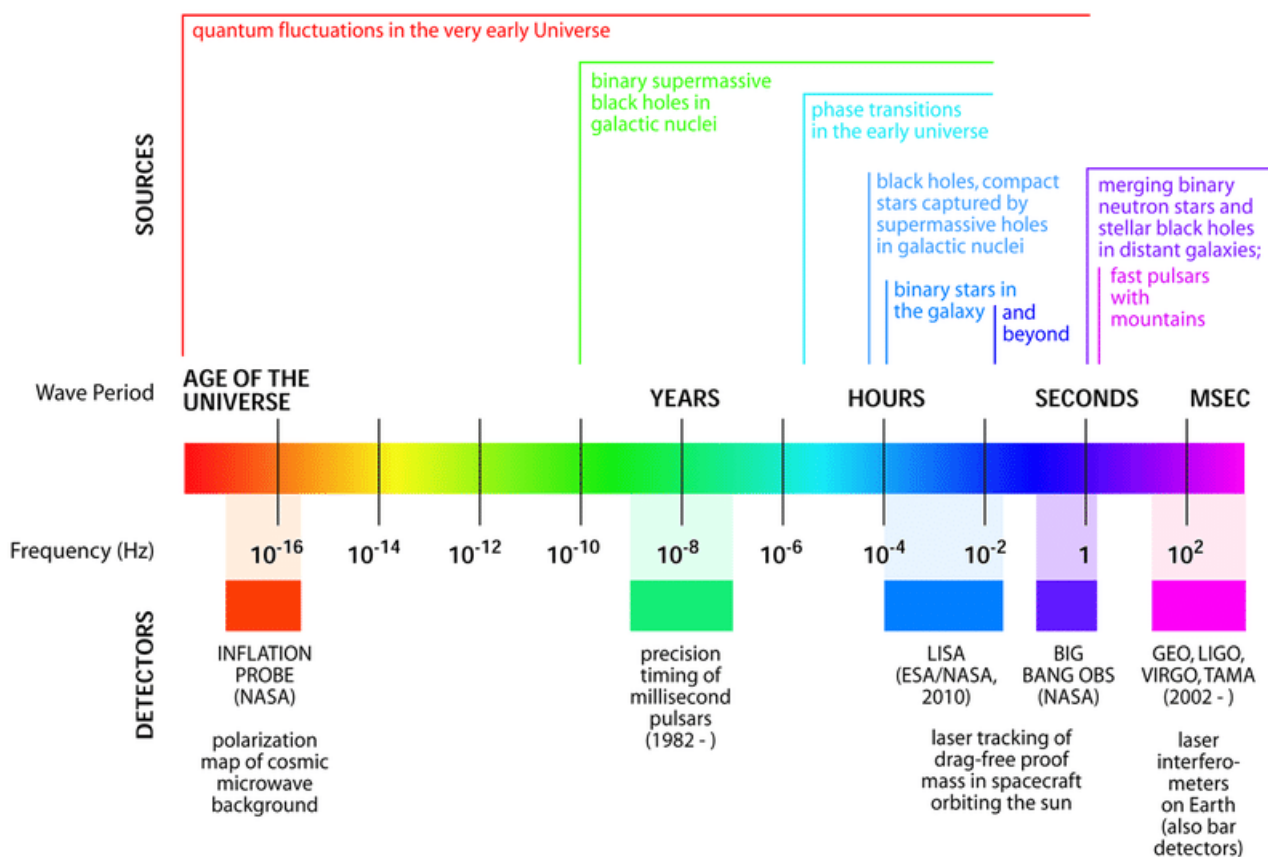 quantum fluctuations in the very early Universe
binary supermassive
black holes in
galactic nuclei
phase transitions
in the early universe
black holes, compact
stars captured by
supermassive holes
in galactic nuclei
merging binary
neutron stars and
stellar black holes
in distant galaxies;
binary stars in
the galaxy
and
beyond
fast pulsars
with
mountains
SOURCES
Wave Period
AGE OF THE
UNIVERSE
YEARS
HOURS
SECONDS
MSEC
Frequency (Hz)
10^-16
10^-14
10^-12
10^-10
10^-8
10^-6
10^-4
10^-2
1
10^2
DETECTORS
INFLATION
PROBE
(NASA)
polarization
map of cosmic
microwave
background
precision
timing of
millisecond
pulsars
(1982 - )
LISA
(ESA/NASA,
2010)
BIG
BANG OBS
(NASA)
laser tracking of
drag-free proof
mass in spacecraft
orbiting the sun
GEO, LIGO,
VIRGO, TAMA
(2002 - )
laser
interfero-
meters
on Earth
(also bar
detectors)